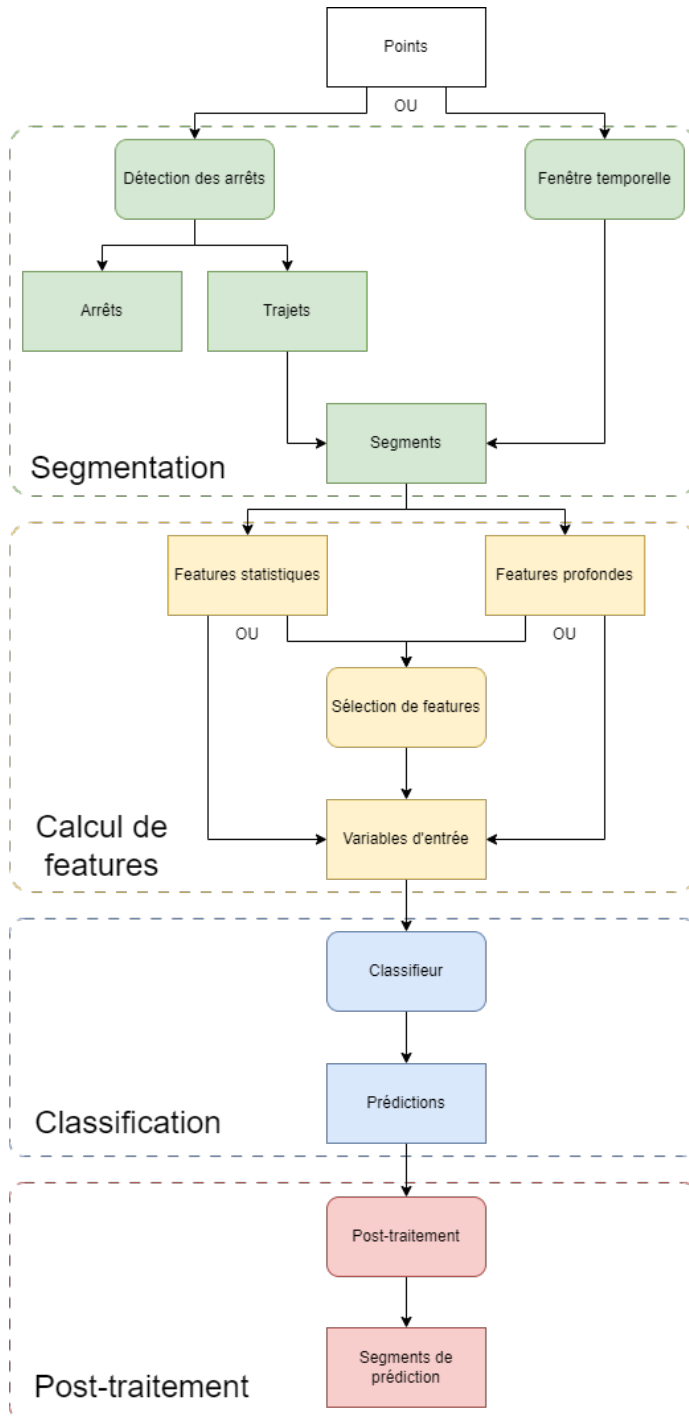 Points
OU
Détection des arrêts
Fenêtre temporelle
Arrêts
Trajets
Segments
Segmentation
Features statistiques
Features profondes
OU
OU
Sélection de features
Variables d'entrée
Calcul de
features
Classifieur
Prédictions
Classification
Post-traitement
Segments de
prédiction
Post-traitement